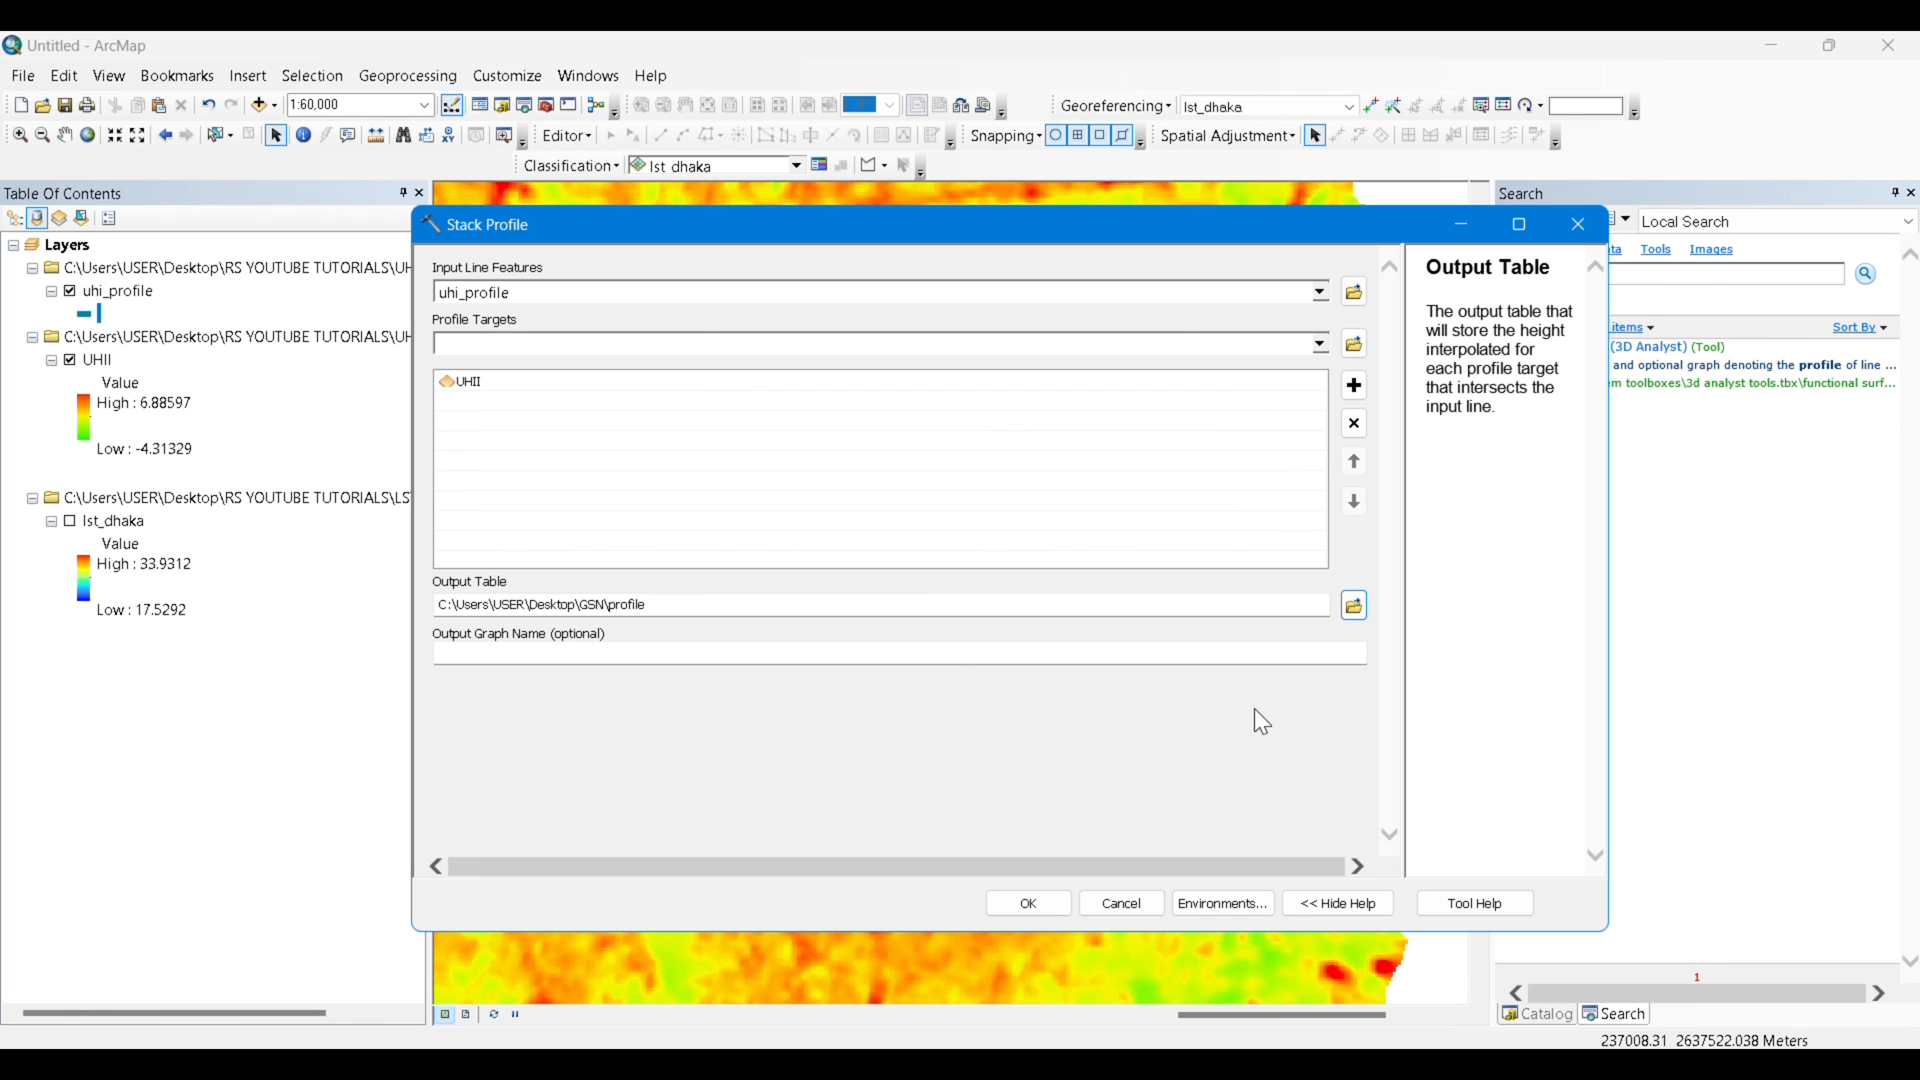 Untitled - ArcMap
File Edit View Bookmarks Insert Selection Geoprocessing Customize Windows Help
1:60,000
Georeferencing lst_dhaka
Editor Snapping Spatial Adjustment
Classification lst dhaka
Table Of Contents
Layers
C:\Users\USER\Desktop\RS YOUTUBE TUTORIALS\UH
uhi_profile
C:\Users\USER\Desktop\RS YOUTUBE TUTORIALS\UH
UHII
Value
High : 6.88597
Low : -4.31329
C:\Users\USER\Desktop\RS YOUTUBE TUTORIALS\LS
lst_dhaka
Value
High : 33.9312
Low : 17.5292
Stack Profile
Input Line Features
uhi_profile
Profile Targets
UHII
Output Table
C:\Users\USER\Desktop\GSN\profile
Output Graph Name (optional)
OK Cancel Environments... << Hide Help Tool Help
Output Table
The output table that
will store the height
interpolated for
each profile target
that intersects the
input line.
Search
Local Search
ta Tools Images
items Sort By
(3D Analyst) (Tool)
and optional graph denoting the profile of line ...
m toolboxes\3d analyst tools.tbx\functional surf...
1
Catalog Search
237008.31 2637522.038 Meters